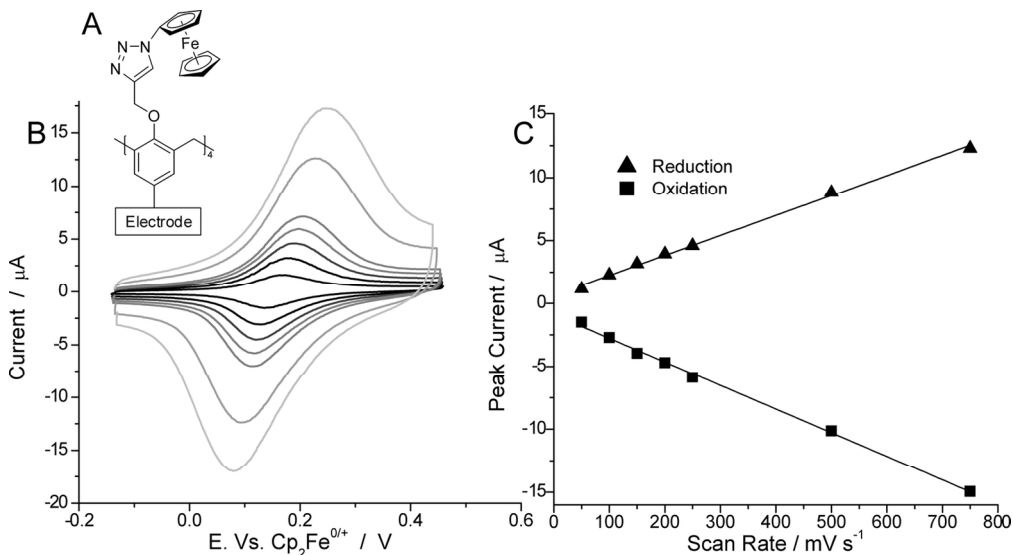 A
Fe
N
N
N
O
4
Electrode
B
15
10
5
0
-5
-10
-15
-20
Current / μA
-0.2
0.0
0.2
0.4
0.6
E. Vs. Cp₂Fe⁰ᐟ⁺ / V
C
Reduction
Oxidation
15
10
5
0
-5
-10
-15
Peak Current / μA
0 100 200 300 400 500 600 700 800
Scan Rate / mV s⁻¹